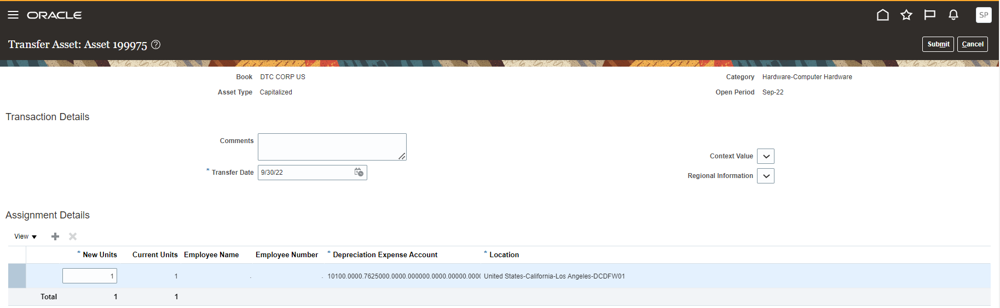 ORACLE
SP
Transfer Asset: Asset 199975 ?
Submit Cancel
Book DTC CORP US Category Hardware-Computer Hardware
Asset Type Capitalized Open Period Sep-22
Transaction Details
Comments
Context Value
* Transfer Date 9/30/22
Regional Information
Assignment Details
View
* New Units Current Units Employee Name Employee Number * Depreciation Expense Account * Location
1 1 . . 10100.0000.7625000.0000.000000.0000.00000.000 United States-California-Los Angeles-DCDFW01
Total 1 1